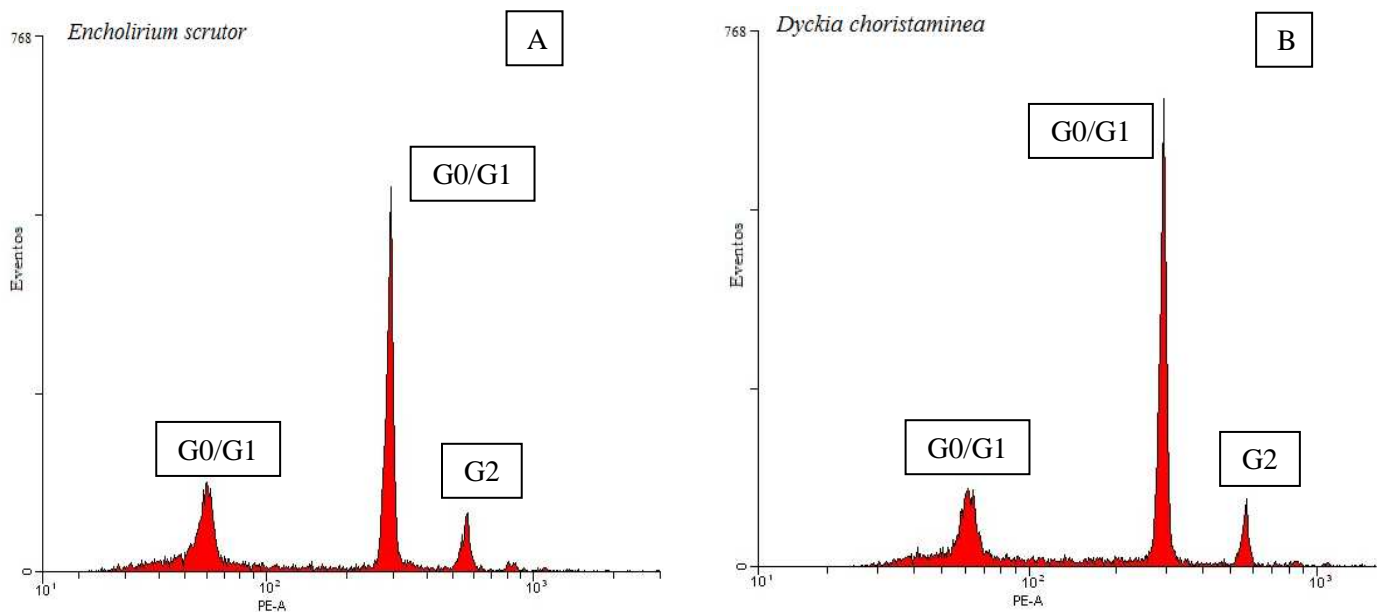 Encholirium scrutor
A
768
G0/G1
G0/G1
G2
Eventos
0
10¹
10²
10³
PE-A
Dyckia choristaminea
B
768
G0/G1
G0/G1
G2
Eventos
0
10¹
10²
10³
PE-A